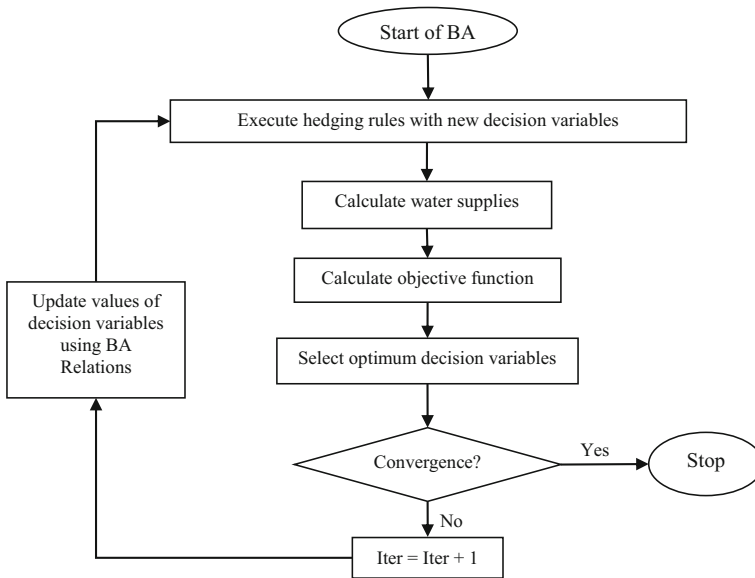 Start of BA
Execute hedging rules with new decision variables
Calculate water supplies
Calculate objective function
Update values of
decision variables
using BA
Relations
Select optimum decision variables
Convergence?
Yes
Stop
No
Iter = Iter + 1